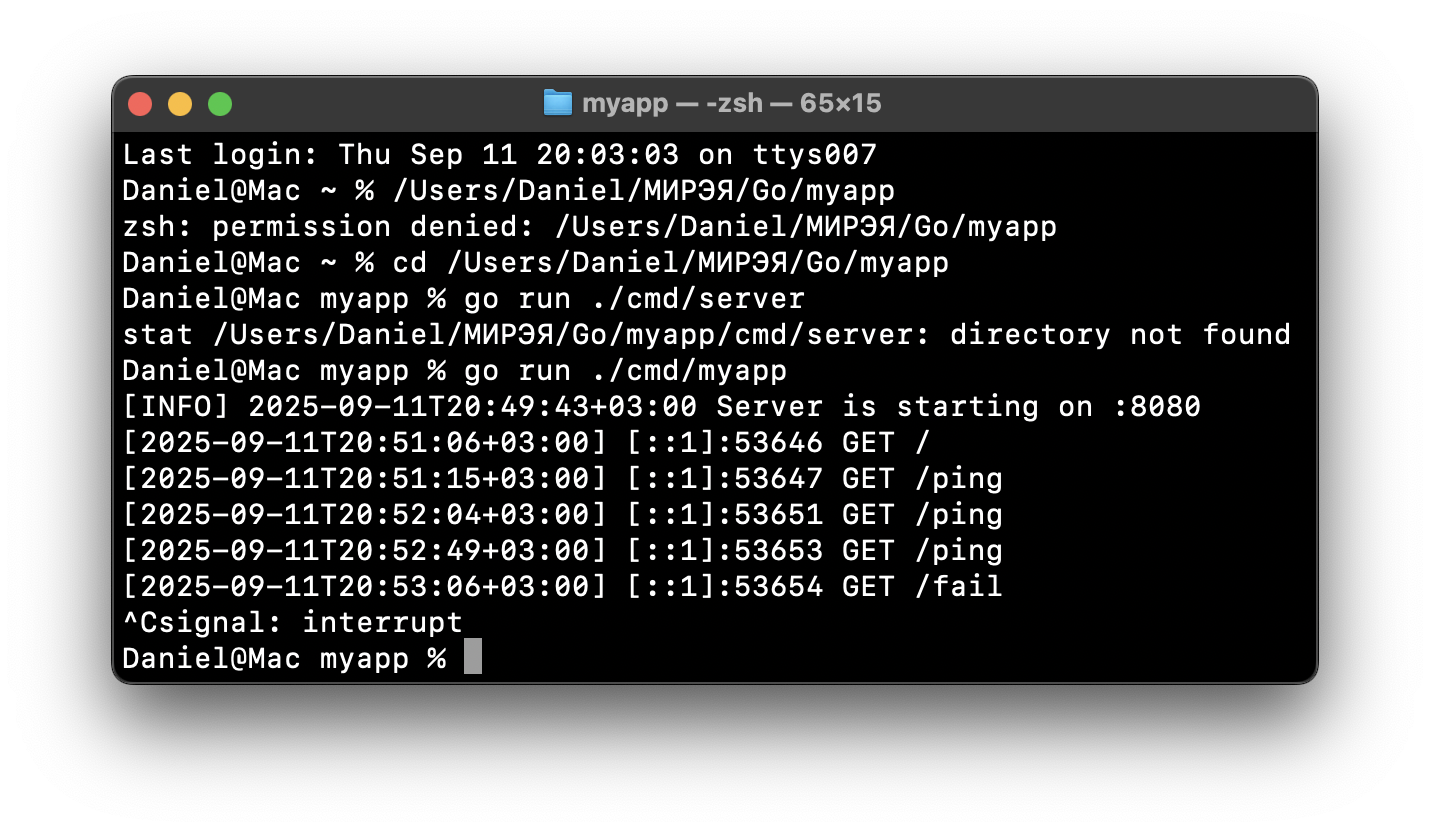 myapp — -zsh — 65×15
Last login: Thu Sep 11 20:03:03 on ttys007
Daniel@Mac ~ % /Users/Daniel/МИРЭЯ/Go/myapp
zsh: permission denied: /Users/Daniel/МИРЭЯ/Go/myapp
Daniel@Mac ~ % cd /Users/Daniel/МИРЭЯ/Go/myapp
Daniel@Mac myapp % go run ./cmd/server
stat /Users/Daniel/МИРЭЯ/Go/myapp/cmd/server: directory not found
Daniel@Mac myapp % go run ./cmd/myapp
[INFO] 2025-09-11T20:49:43+03:00 Server is starting on :8080
[2025-09-11T20:51:06+03:00] [::1]:53646 GET /
[2025-09-11T20:51:15+03:00] [::1]:53647 GET /ping
[2025-09-11T20:52:04+03:00] [::1]:53651 GET /ping
[2025-09-11T20:52:49+03:00] [::1]:53653 GET /ping
[2025-09-11T20:53:06+03:00] [::1]:53654 GET /fail
^Csignal: interrupt
Daniel@Mac myapp %